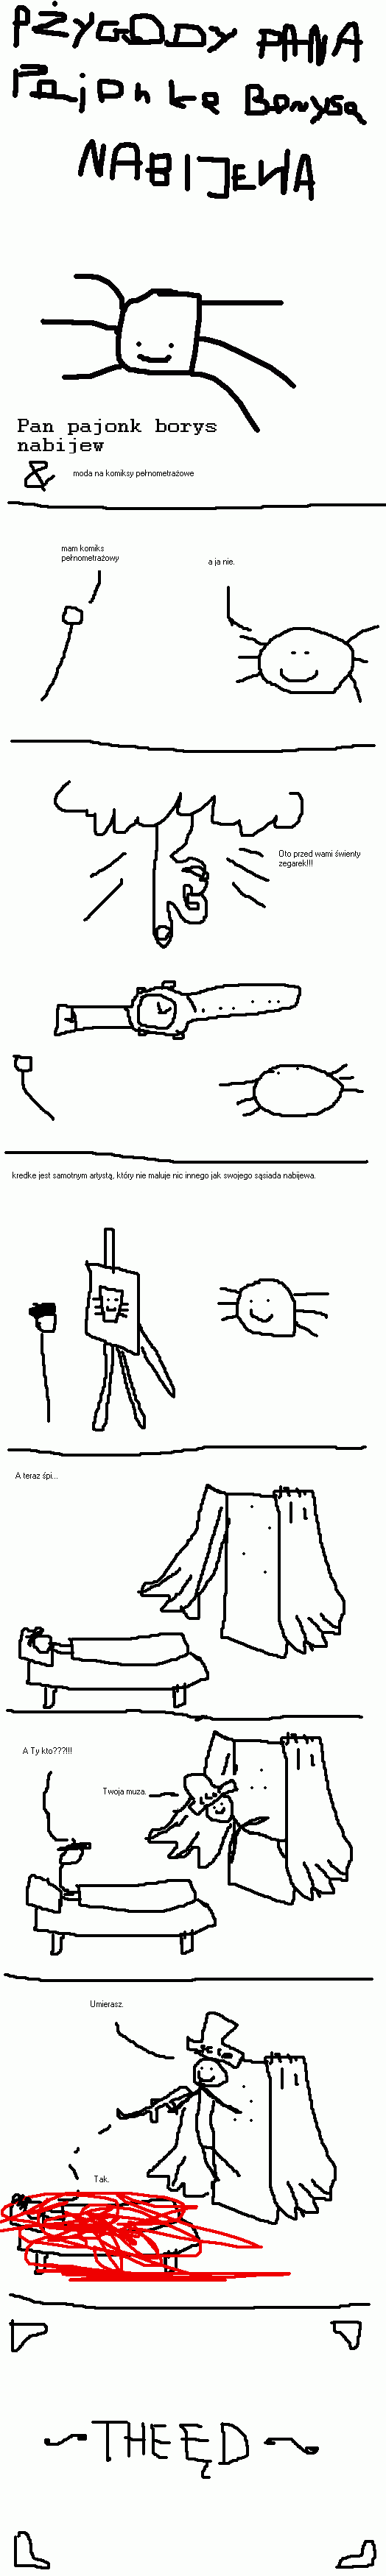 PŻYGODY PANA
Pajonka Borysa
NABIJEWA
Pan pajonk borys
nabijew
&
moda na komiksy pełnometrażowe
mam komiks
pełnometrażowy
a ja nie.
Oto przed wami świenty
zegarek!!!
kredke jest samotnym artystą, który nie maluje nic innego jak swojego sąsiada nabijewa.
A teraz śpi...
A Ty kto???!!!
Twoja muza.
Umierasz.
Tak.
~THEĘD~